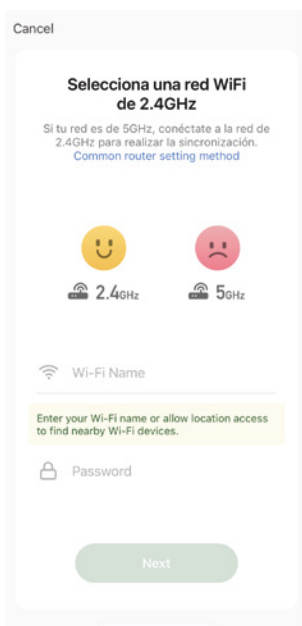 Cancel
Selecciona una red WiFi
de 2.4GHz
Si tu red es de 5GHz, conéctate a la red de
2.4GHz para realizar la sincronización.
Common router setting method
2.4GHz 5GHz
Wi-Fi Name
Enter your Wi-Fi name or allow location access
to find nearby Wi-Fi devices.
Password
Next